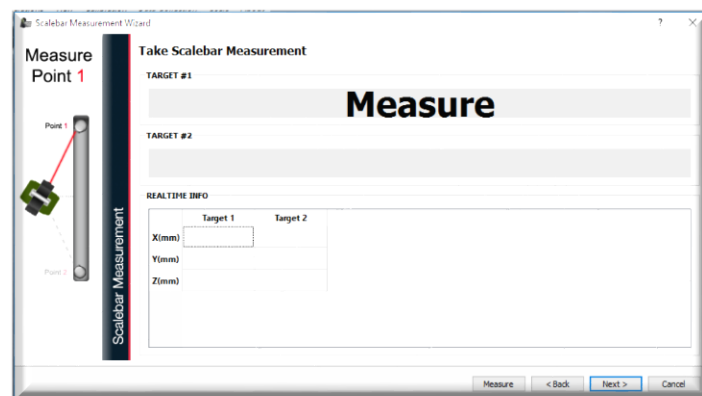 Scalebar Measurement Wizard
?
Measure
Point 1
Point 1
Point 2
Scalebar Measurement
Take Scalebar Measurement
TARGET #1
Measure
TARGET #2
REALTIME INFO
Target 1 Target 2
X(mm)
Y(mm)
Z(mm)
Measure < Back Next > Cancel